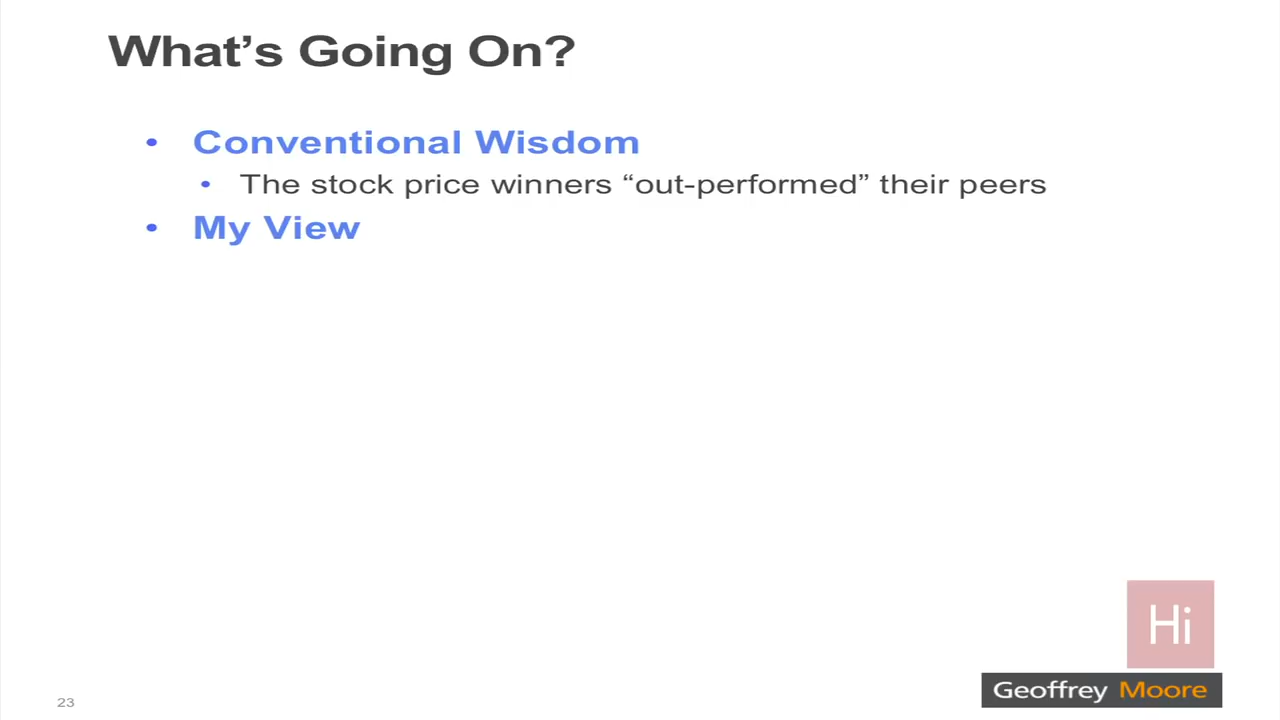 What’s Going On?
• Conventional Wisdom
• The stock price winners “out-performed” their peers
• My View
Hi
Geoffrey Moore
23